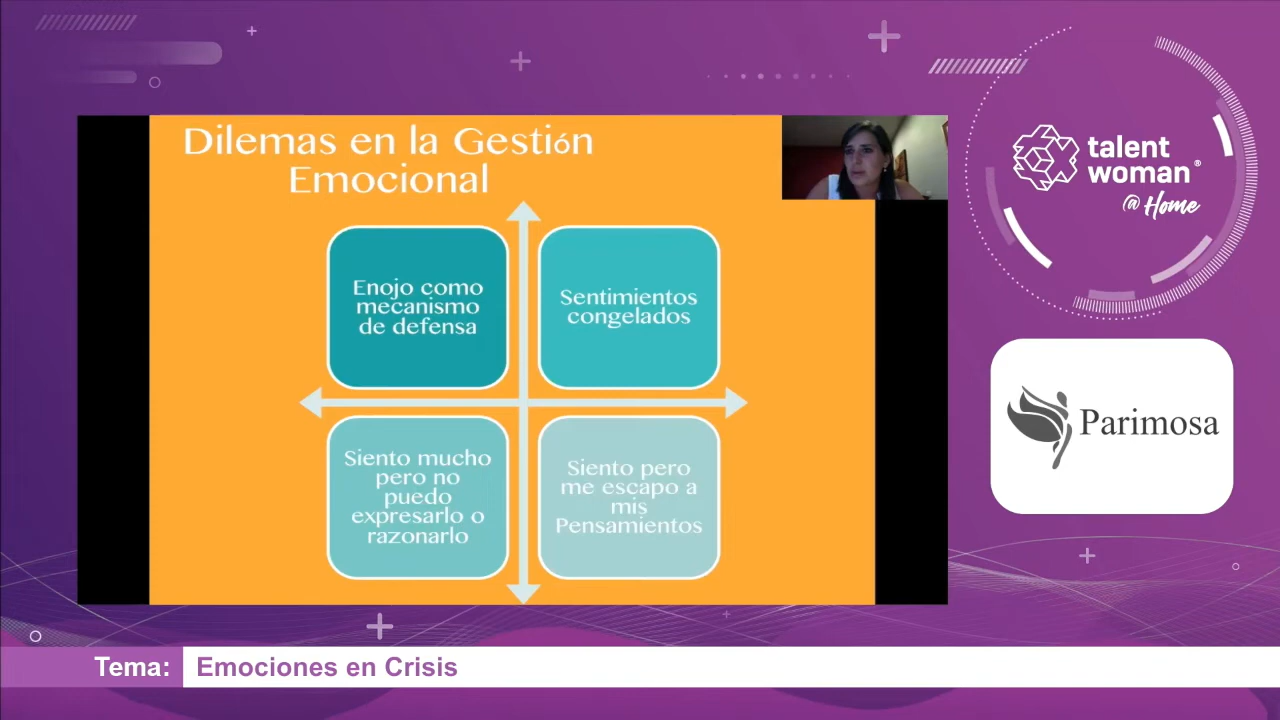 Dilemas en la Gestión
Emocional
Enojo como
mecanismo
de defensa
Sentimientos
congelados
Siento mucho
pero no
puedo
expresarlo o
razonarlo
Siento pero
me escapo a
mis
Pensamientos
talent
woman®
@ Home
Parimosa
Tema: Emociones en Crisis